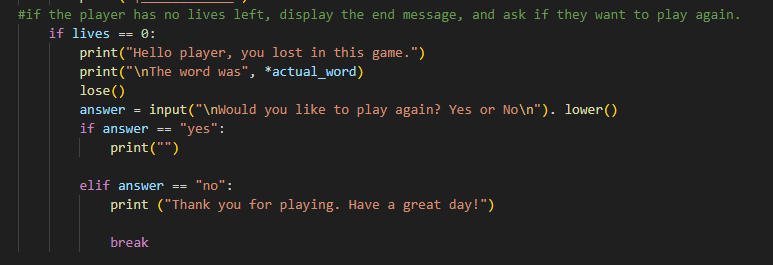 #if the player has no lives left, display the end message, and ask if they want to play again.
if lives == 0:
print("Hello player, you lost in this game.")
print("\nThe word was", *actual_word)
lose()
answer = input("\nWould you like to play again? Yes or No\n"). lower()
if answer == "yes":
print("")
elif answer == "no":
print ("Thank you for playing. Have a great day!")
break